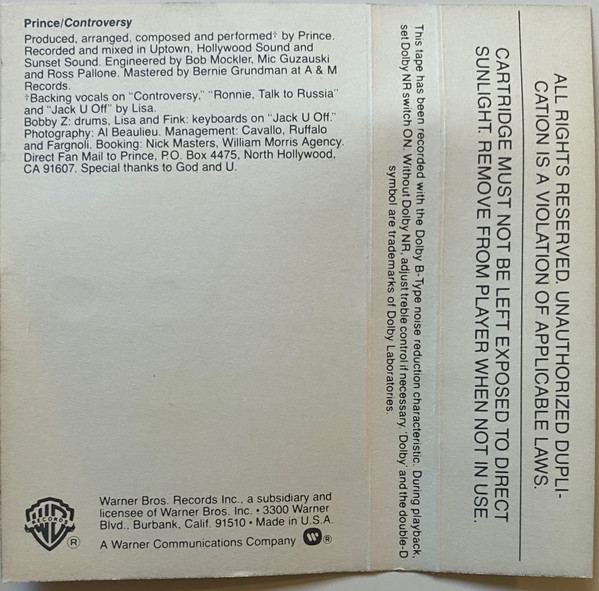 Prince/Controversy
Produced, arranged, composed and performed† by Prince.
Recorded and mixed in Uptown, Hollywood Sound and
Sunset Sound. Engineered by Bob Mockler, Mic Guzauski
and Ross Pallone. Mastered by Bernie Grundman at A & M
Records.
†Backing vocals on "Controversy," "Ronnie, Talk to Russia"
and "Jack U Off" by Lisa.
Bobby Z: drums, Lisa and Fink: keyboards on "Jack U Off."
Photography: Al Beaulieu. Management: Cavallo, Ruffalo
and Fargnoli. Booking: Nick Masters, William Morris Agency.
Direct Fan Mail to Prince, P.O. Box 4475, North Hollywood,
CA 91607. Special thanks to God and U.
WB
RECORDS
®
Warner Bros. Records Inc., a subsidiary and
licensee of Warner Bros. Inc. • 3300 Warner
Blvd., Burbank, Calif. 91510 • Made in U.S.A.
A Warner Communications Company ®
This tape has been recorded with the Dolby B-Type noise reduction characteristic. During playback,
set Dolby NR switch ON. Without Dolby NR, adjust treble control if necessary. 'Dolby' and the double-D
symbol are trademarks of Dolby Laboratories.
CARTRIDGE MUST NOT BE LEFT EXPOSED TO DIRECT
SUNLIGHT. REMOVE FROM PLAYER WHEN NOT IN USE.
ALL RIGHTS RESERVED. UNAUTHORIZED DUPLI-
CATION IS A VIOLATION OF APPLICABLE LAWS.